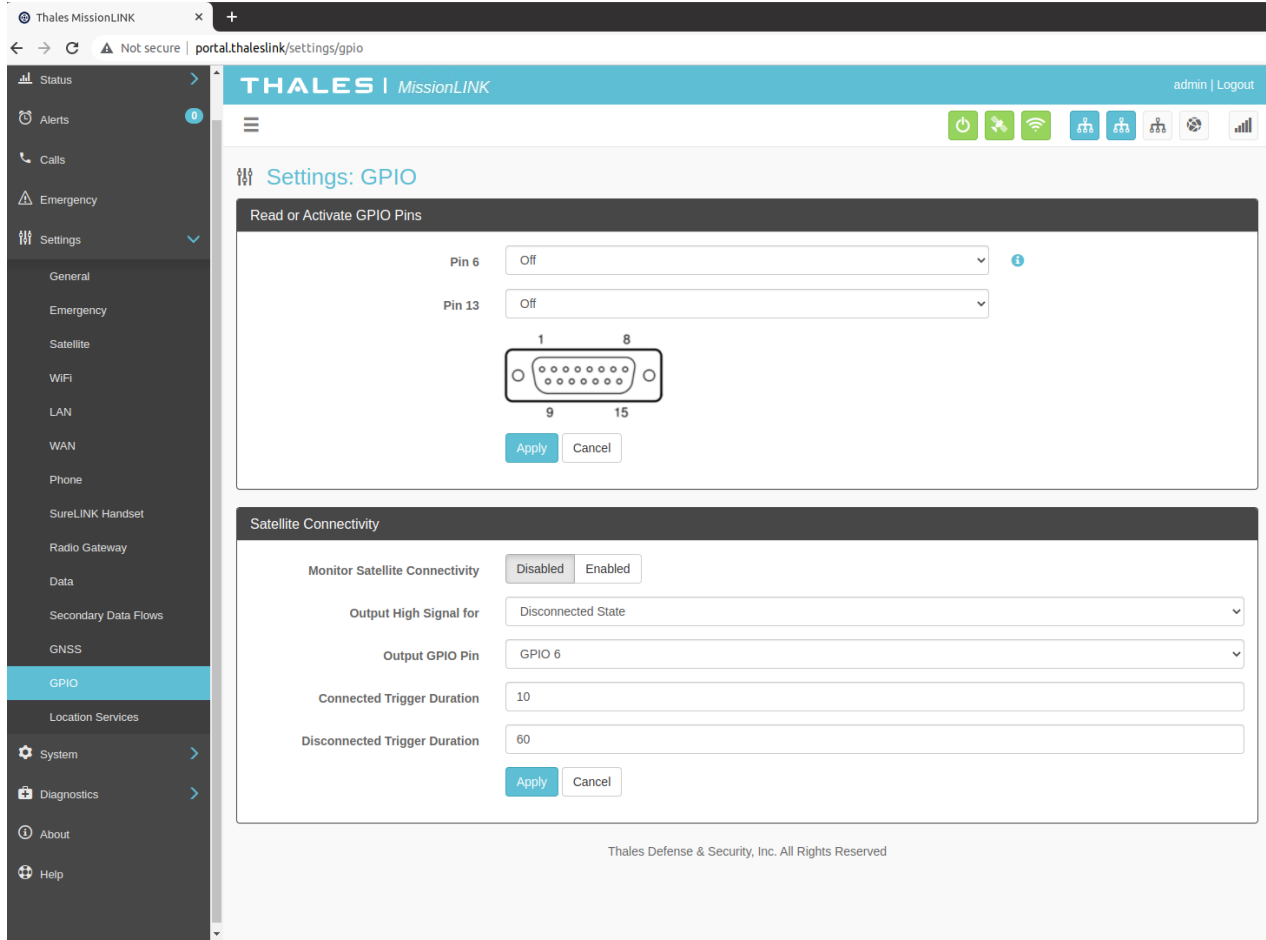 Thales MissionLINK
Not secure | portal.thaleslink/settings/gpio
Status
Alerts 0
Calls
Emergency
Settings
General
Emergency
Satellite
WiFi
LAN
WAN
Phone
SureLINK Handset
Radio Gateway
Data
Secondary Data Flows
GNSS
GPIO
Location Services
System
Diagnostics
About
Help
THALES | MissionLINK
admin | Logout
Settings: GPIO
Read or Activate GPIO Pins
Pin 6 Off
Pin 13 Off
1 8
9 15
Apply Cancel
Satellite Connectivity
Monitor Satellite Connectivity Disabled Enabled
Output High Signal for Disconnected State
Output GPIO Pin GPIO 6
Connected Trigger Duration 10
Disconnected Trigger Duration 60
Apply Cancel
Thales Defense & Security, Inc. All Rights Reserved